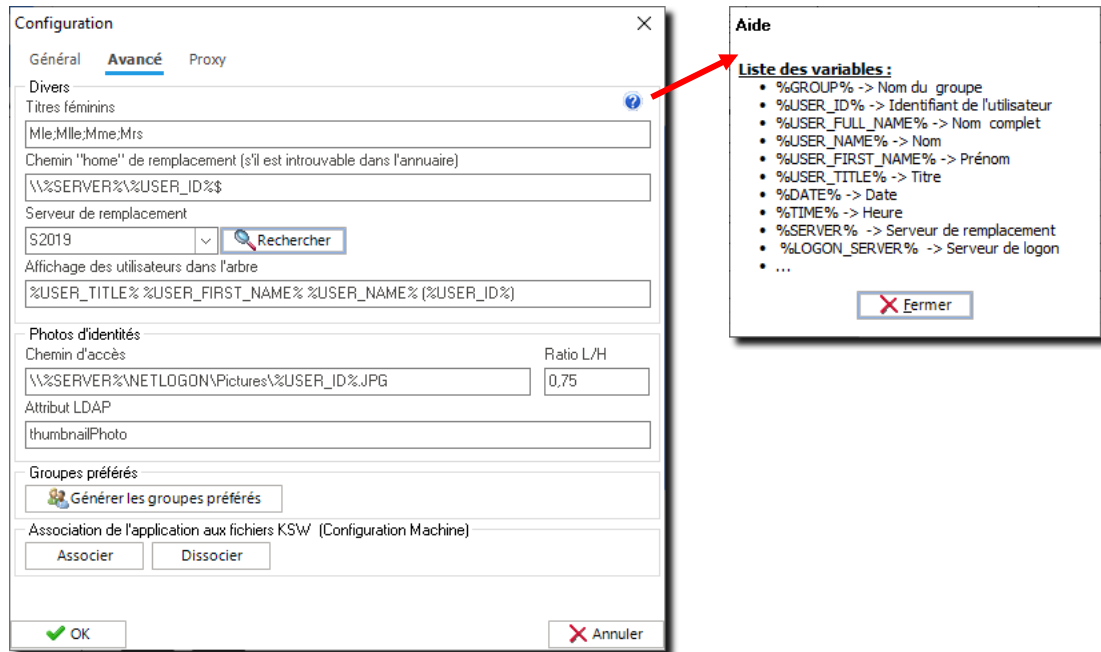 Configuration
Général Avancé Proxy
Divers
Titres féminins
Mle;Mlle;Mme;Mrs
Chemin "home" de remplacement (s'il est introuvable dans l'annuaire)
\\%SERVER%\%USER_ID%$
Serveur de remplacement
S2019 Rechercher
Affichage des utilisateurs dans l'arbre
%USER_TITLE% %USER_FIRST_NAME% %USER_NAME% (%USER_ID%)
Photos d'identités
Chemin d'accès Ratio L/H
\\%SERVER%\NETLOGON\Pictures\%USER_ID%.JPG 0,75
Attribut LDAP
thumbnailPhoto
Groupes préférés
Générer les groupes préférés
Association de l'application aux fichiers KSW (Configuration Machine)
Associer Dissocier
OK Annuler
Aide
Liste des variables :
• %GROUP% -> Nom du groupe
• %USER_ID% -> Identifiant de l'utilisateur
• %USER_FULL_NAME% -> Nom complet
• %USER_NAME% -> Nom
• %USER_FIRST_NAME% -> Prénom
• %USER_TITLE% -> Titre
• %DATE% -> Date
• %TIME% -> Heure
• %SERVER% -> Serveur de remplacement
• %LOGON_SERVER% -> Serveur de logon
• ...
Fermer